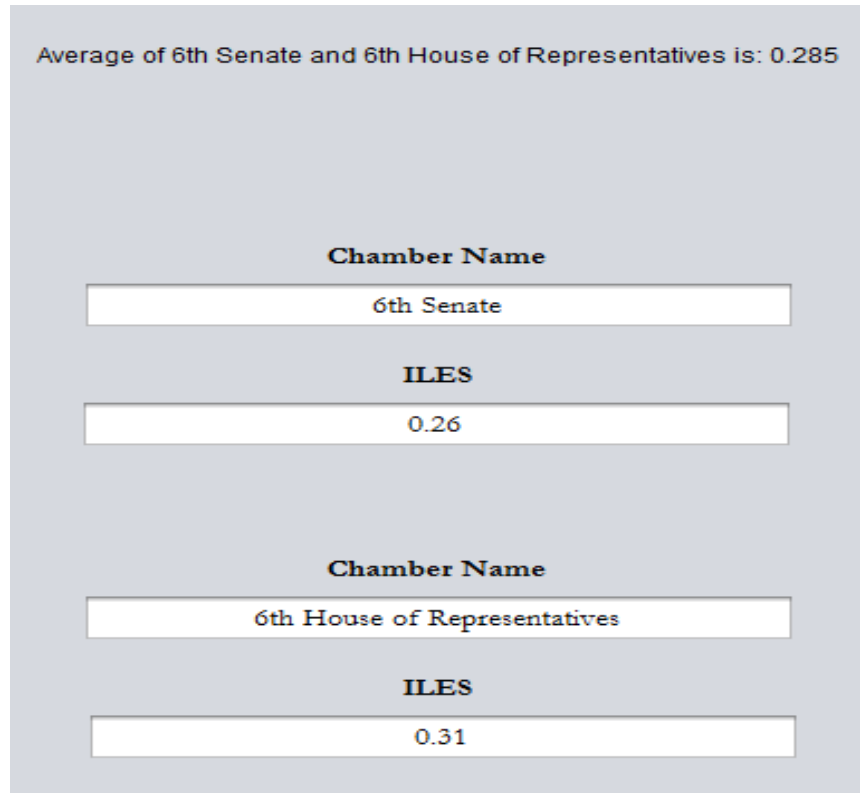 Average of 6th Senate and 6th House of Representatives is: 0.285
Chamber Name
6th Senate
ILES
0.26
Chamber Name
6th House of Representatives
ILES
0.31